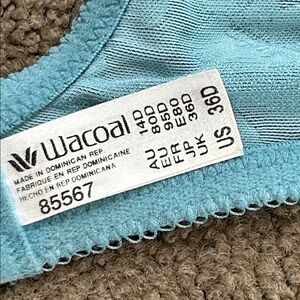 Wacoal
MADE IN DOMINICAN REP.
FABRIQUE EN REP DOMINICAINE
HECHO EN REP DOMINICANA
85567
AU 14D
EUR 80D
FR 95D
JP E80
UK 36D
US 36D